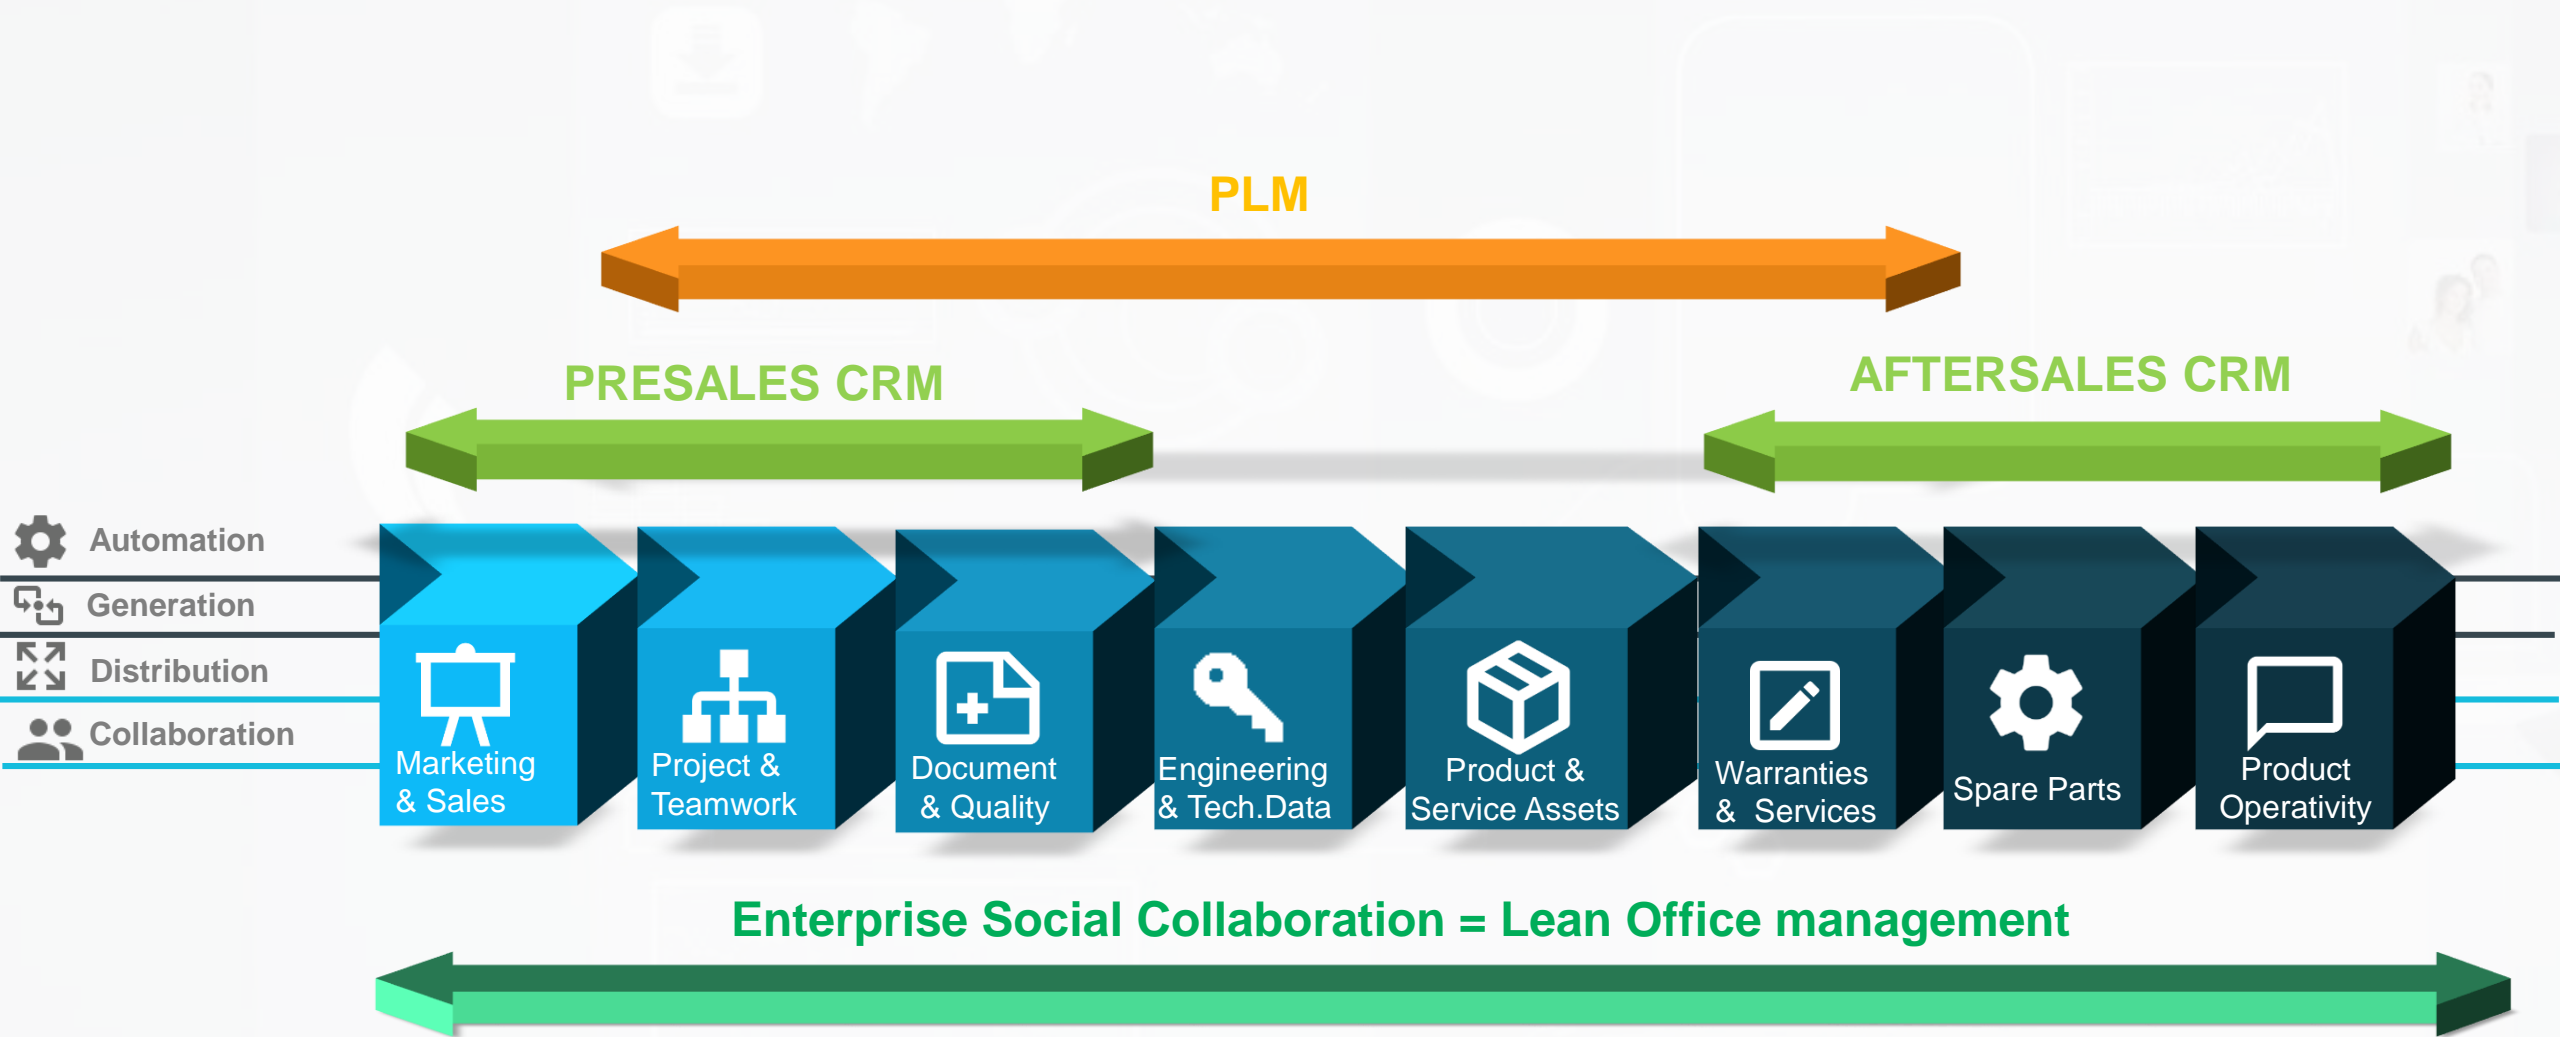 PLM
PRESALES CRM
AFTERSALES CRM
Automation
Generation
Distribution
Collaboration
Marketing
& Sales
Project &
Teamwork
Document
& Quality
Engineering
& Tech.Data
Product &
Service Assets
Warranties
& Services
Spare Parts
Product
Operativity
Enterprise Social Collaboration = Lean Office management